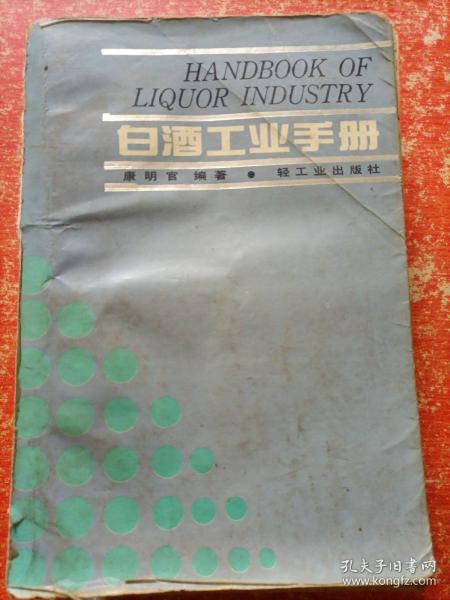 HANDBOOK OF
LIQUOR INDUSTRY
白酒工业手册
康明官 编著 ● 轻工业出版社
孔夫子旧书网
www.kongfz.com